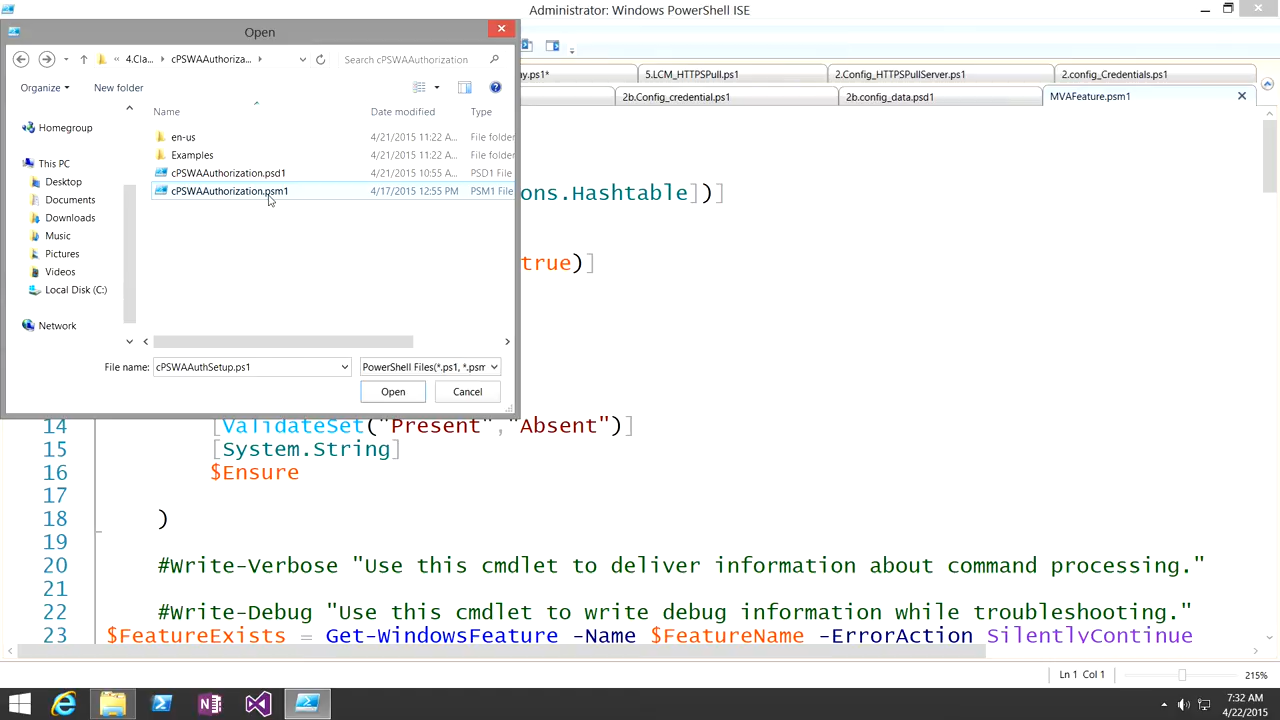 Administrator: Windows PowerShell ISE
Open
4.Cla...
cPSWAAuthoriza...
Search cPSWAAuthorization
Organize
New folder
Name
Date modified
Type
Homegroup
This PC
Desktop
Documents
Downloads
Music
Pictures
Videos
Local Disk (C:)
Network
en-us 4/21/2015 11:22 A... File folder
Examples 4/21/2015 11:22 A... File folder
cPSWAAuthorization.psd1 4/21/2015 10:55 A... PSD1 File
cPSWAAuthorization.psm1 4/17/2015 12:55 PM PSM1 File
File name: cPSWAAuthSetup.ps1 PowerShell Files(*.ps1, *.psm
Open Cancel
ay.ps1* 5.LCM_HTTPSPull.ps1 2.Config_HTTPSPullServer.ps1 2.config_Credentials.ps1
2b.Config_credential.ps1 2b.config_data.psd1 MVAFeature.psm1
ons.Hashtable])]
true)]
14 [ValidateSet("Present","Absent")]
15 [System.String]
16 $Ensure
17
18 )
19
20 #Write-Verbose "Use this cmdlet to deliver information about command processing."
21
22 #Write-Debug "Use this cmdlet to write debug information while troubleshooting."
23 $FeatureExists = Get-WindowsFeature -Name $FeatureName -ErrorAction SilentlyContinue
Ln 1 Col 1 215%
7:32 AM
4/22/2015